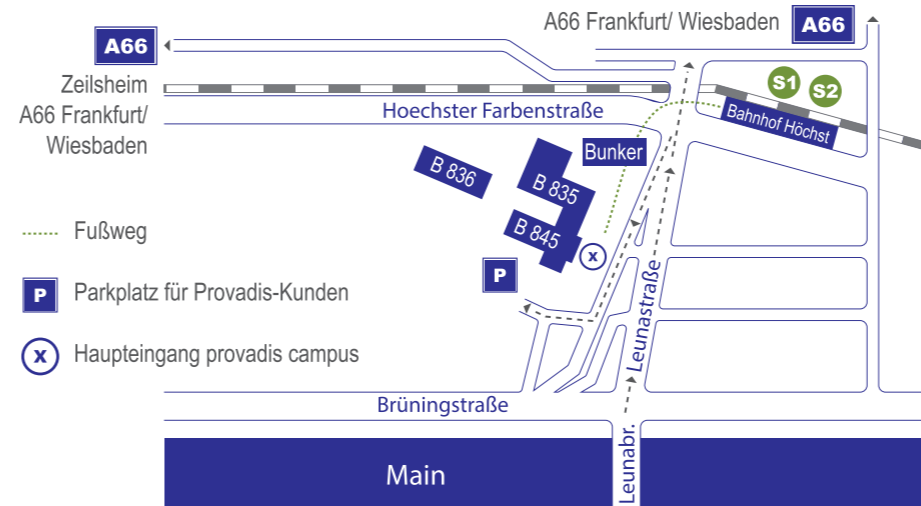 A66 Frankfurt/ Wiesbaden
A66
A66
Zeilsheim
A66 Frankfurt/
Wiesbaden
S1
S2
Hoechster Farbenstraße
Bahnhof Höchst
Bunker
B 836
B 835
B 845
x
P
Fußweg
P
Parkplatz für Provadis-Kunden
x
Haupteingang provadis campus
Leunastraße
Brüningstraße
Leunabr.
Main